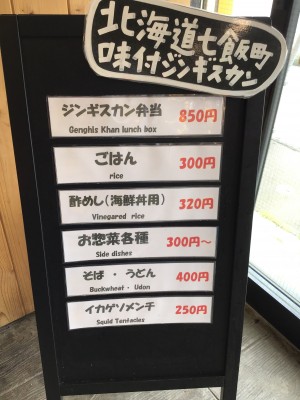 北海道七飯町
味付ジンギスカン
ジンギスカン弁当 850円
Genghis Khan lunch box
ごはん 300円
rice
酢めし(海鮮丼用) 320円
Vinegared rice
お惣菜各種 300円～
Side dishes
そば ・ うどん 400円
Buckwheat・ Udon
イカゲソメンチ 250円
Squid Tentacles